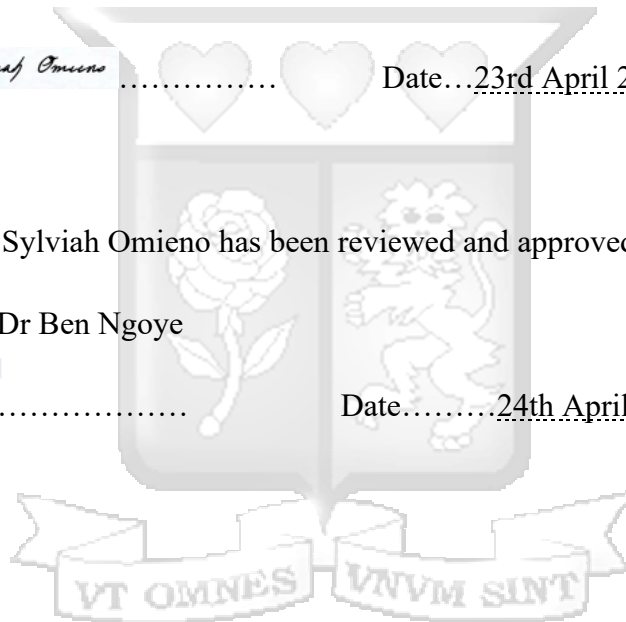 Omieno............... Date...23rd April 2
Sylviah Omieno has been reviewed and approved
Dr Ben Ngoye
.................. Date.........24th April
VT OMNES VNVM SINT